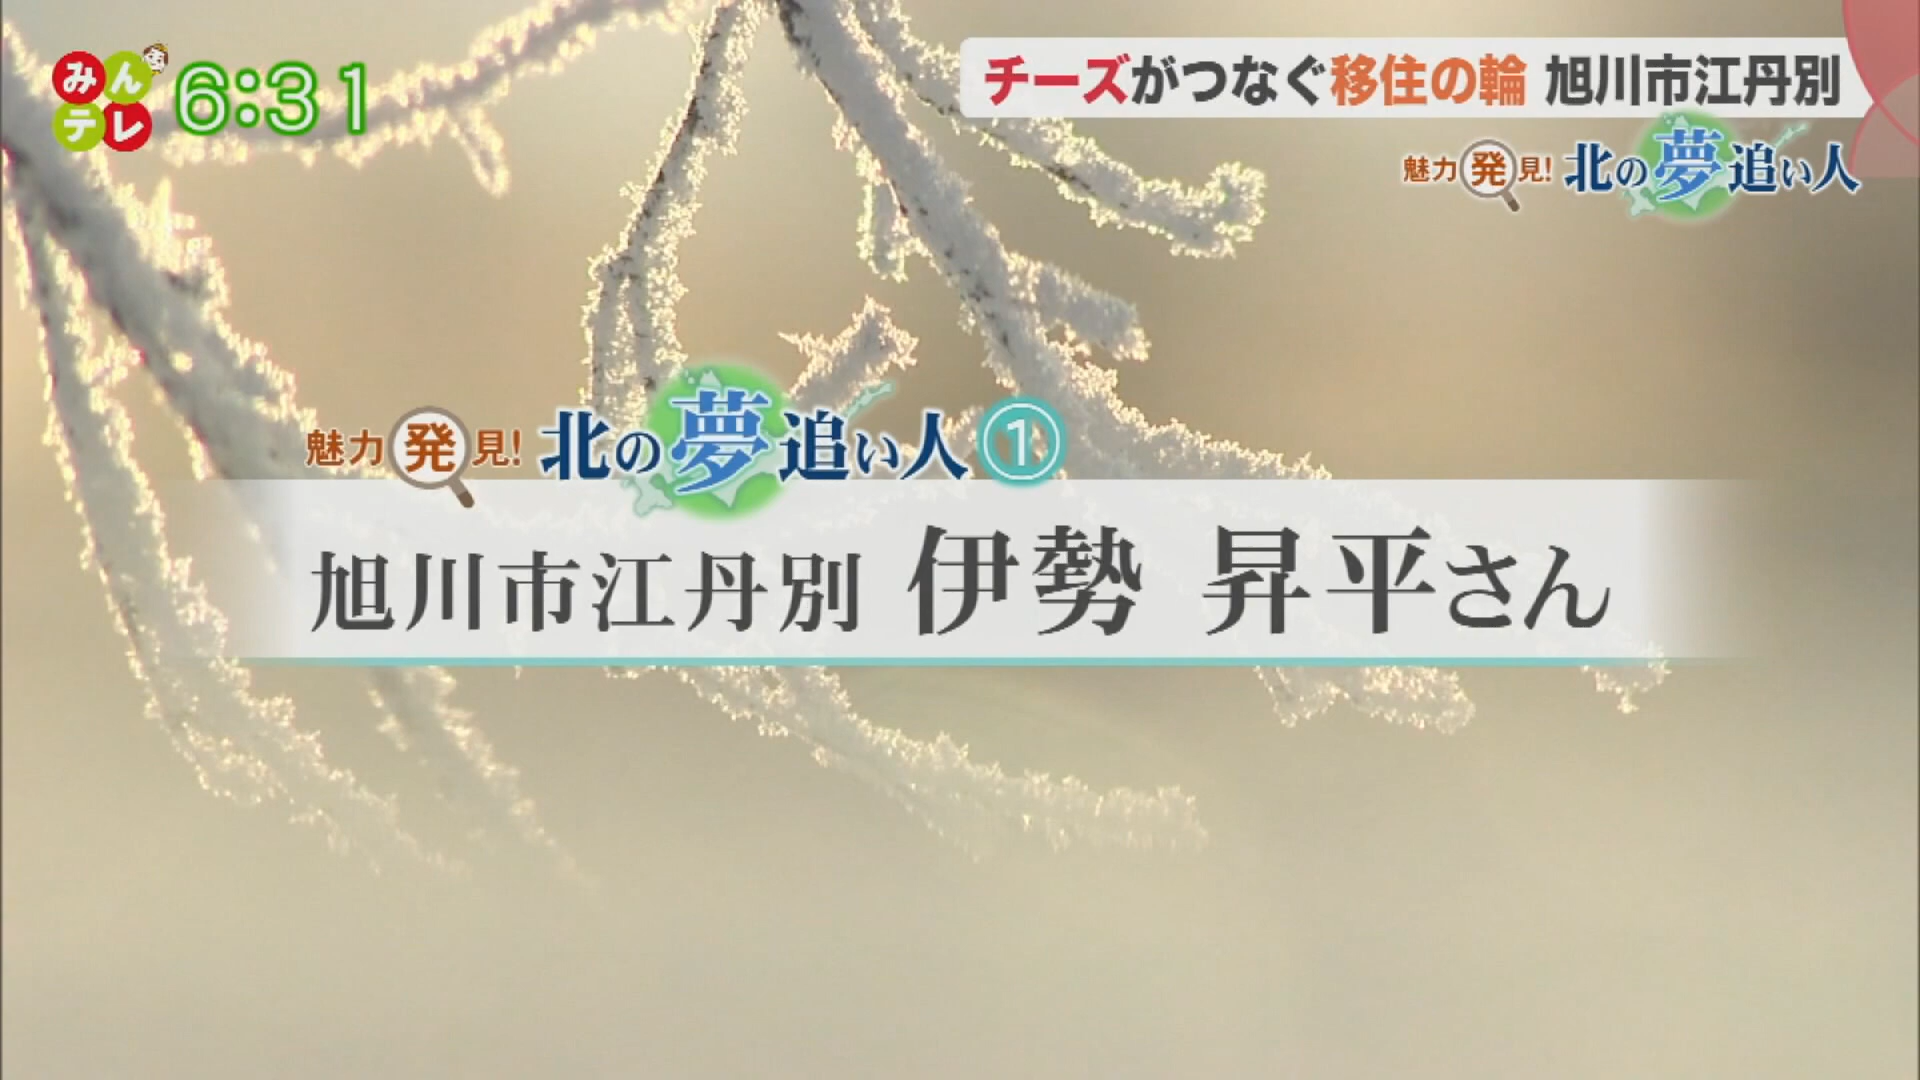 みんテレ
6:31
チーズがつなぐ移住の輪 旭川市江丹別
魅力発見!北の夢追い人
魅力発見!北の夢追い人①
旭川市江丹別 伊勢 昇平さん